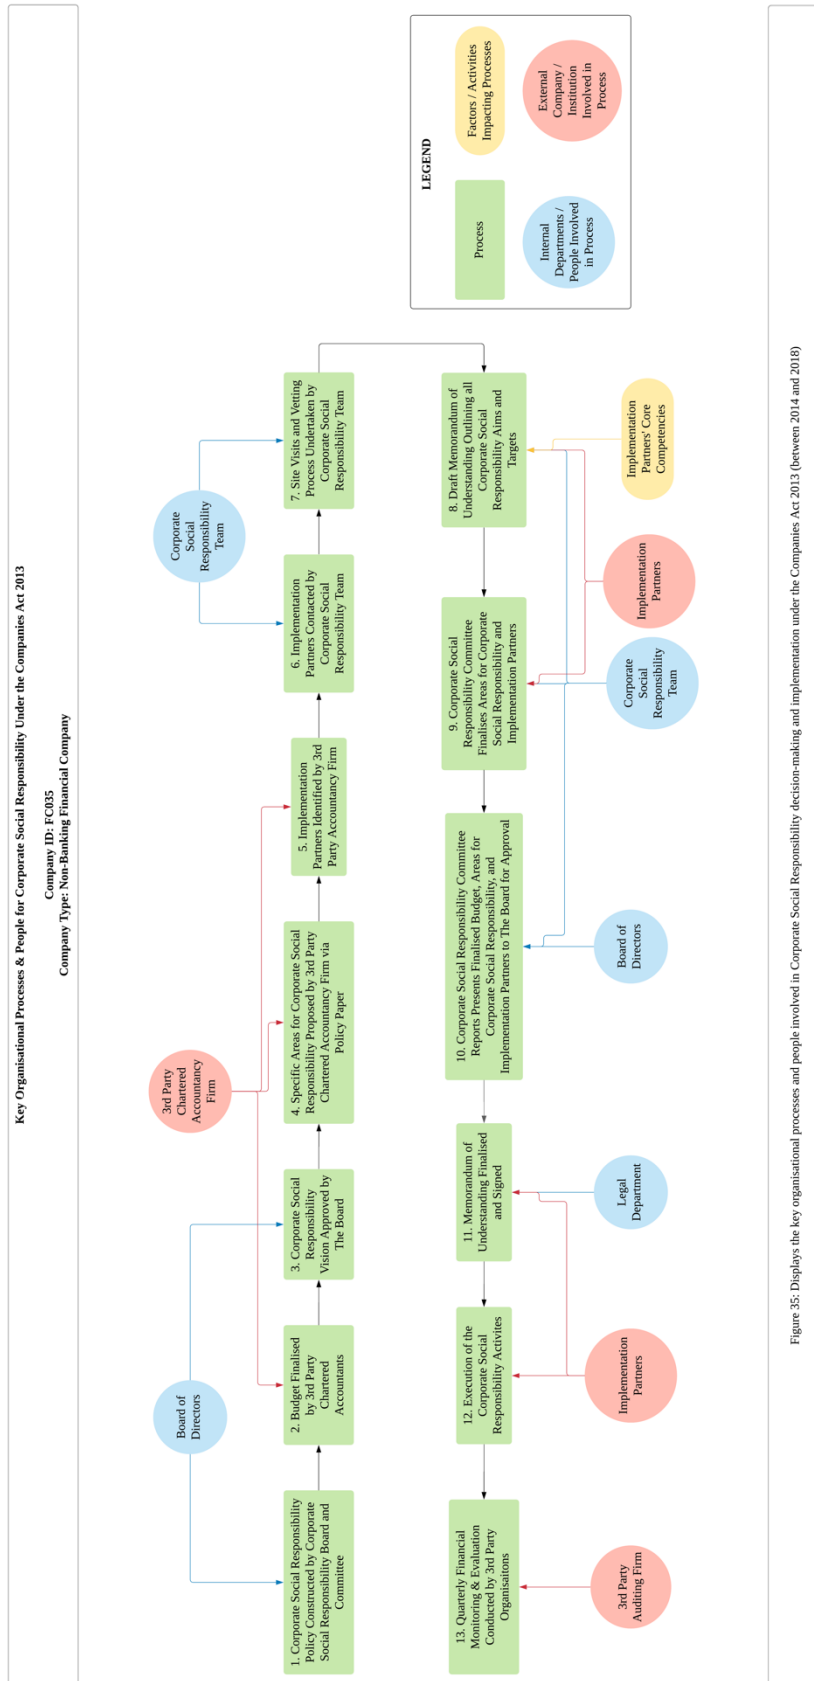 Key Organisational Processes & People for Corporate Social Responsibility Under the Companies Act 2013
Company ID: FC035
Company Type: Non-Banking Financial Company
Board of
Directors
3rd Party
Chartered
Accountancy
Firm
Corporate
Social
Responsibility
Team
1. Corporate Social Responsibility
Policy Constructed by Corporate
Social Responsibility Board and
Committee
2. Budget Finalised
by 3rd Party
Chartered
Accountants
3. Corporate Social
Responsibility
Vision Approved by
The Board
4. Specific Areas for Corporate Social
Responsibility Proposed by 3rd Party
Chartered Accountancy Firm via
Policy Paper
5. Implementation
Partners Identified by 3rd
Party Accountancy Firm
6. Implementation
Partners Contacted by
Corporate Social
Responsibility Team
7. Site Visits and Vetting
Process Undertaken by
Corporate Social
Responsibility Team
LEGEND
Process
Factors / Activities
Impacting Processes
Internal
Departments /
People Involved
in Process
External
Company /
Institution
Involved in
Process
8. Draft Memorandum of
Understanding Outlining all
Corporate Social
Responsibility Aims and
Targets
9. Corporate Social
Responsibility Committee
Finalises Areas for Corporate
Social Responsibility and
Implementation Partners
10. Corporate Social Responsibility Committee
Reports Presents Finalised Budget, Areas for
Corporate Social Responsibility, and
Implementation Partners to The Board for Approval
11. Memorandum of
Understanding Finalised
and Signed
12. Execution of the
Corporate Social
Responsibility Activites
13. Quarterly Financial
Monitoring & Evaluation
Conducted by 3rd Party
Organisaitons
3rd Party
Auditing Firm
Implementation
Partners
Legal
Department
Board of
Directors
Corporate
Social
Responsibility
Team
Implementation
Partners
Implementation
Partners' Core
Competencies
Figure 35: Displays the key organisational processes and people involved in Corporate Social Responsibility decision-making and implementation under the Companies Act 2013 (between 2014 and 2018)